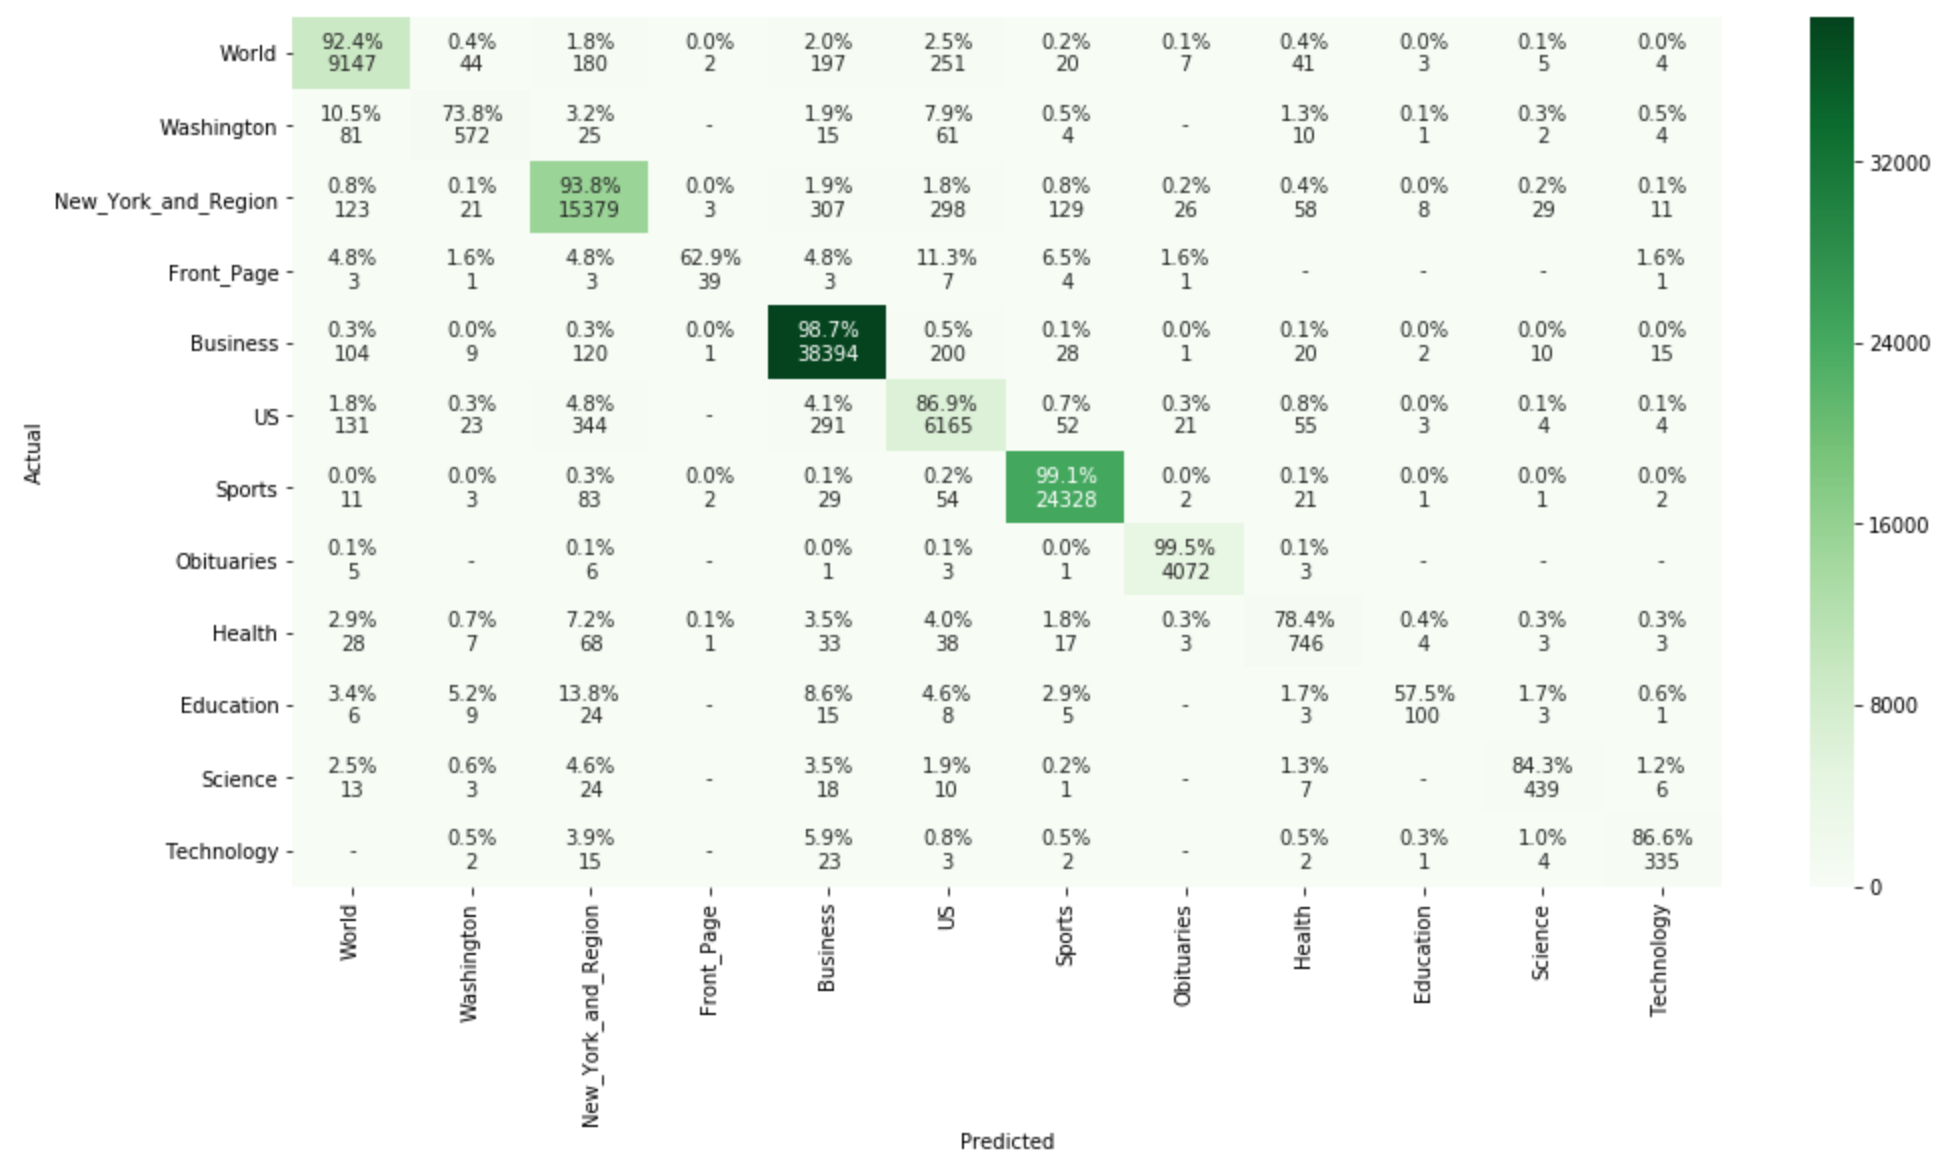 World 92.4% 0.4% 1.8% 0.0% 2.0% 2.5% 0.2% 0.1% 0.4% 0.0% 0.1% 0.0%
9147 44 180 2 197 251 20 7 41 3 5 4
Washington 10.5% 73.8% 3.2% - 1.9% 7.9% 0.5% - 1.3% 0.1% 0.3% 0.5%
81 572 25 15 61 4 10 1 2 4
New_York_and_Region 0.8% 0.1% 93.8% 0.0% 1.9% 1.8% 0.8% 0.2% 0.4% 0.0% 0.2% 0.1%
123 21 15379 3 307 298 129 26 58 8 29 11
Front_Page 4.8% 1.6% 4.8% 62.9% 4.8% 11.3% 6.5% 1.6% - - - 1.6%
3 1 3 39 3 7 4 1 1
Business 0.3% 0.0% 0.3% 0.0% 98.7% 0.5% 0.1% 0.0% 0.1% 0.0% 0.0% 0.0%
104 9 120 1 38394 200 28 1 20 2 10 15
US 1.8% 0.3% 4.8% - 4.1% 86.9% 0.7% 0.3% 0.8% 0.0% 0.1% 0.1%
131 23 344 291 6165 52 21 55 3 4 4
Sports 0.0% 0.0% 0.3% 0.0% 0.1% 0.2% 99.1% 0.0% 0.1% 0.0% 0.0% 0.0%
11 3 83 2 29 54 24328 2 21 1 1 2
Obituaries 0.1% - 0.1% - 0.0% 0.1% 0.0% 99.5% 0.1% - - -
5 6 1 3 1 4072 3
Health 2.9% 0.7% 7.2% 0.1% 3.5% 4.0% 1.8% 0.3% 78.4% 0.4% 0.3% 0.3%
28 7 68 1 33 38 17 3 746 4 3 3
Education 3.4% 5.2% 13.8% - 8.6% 4.6% 2.9% - 1.7% 57.5% 1.7% 0.6%
6 9 24 15 8 5 3 100 3 1
Science 2.5% 0.6% 4.6% - 3.5% 1.9% 0.2% - 1.3% - 84.3% 1.2%
13 3 24 18 10 1 7 439 6
Technology - 0.5% 3.9% - 5.9% 0.8% 0.5% - 0.5% 0.3% 1.0% 86.6%
2 15 23 3 2 2 1 4 335
Actual
World
Washington
New_York_and_Region
Front_Page
Business
US
Sports
Obituaries
Health
Education
Science
Technology
Predicted
32000
24000
16000
8000
0